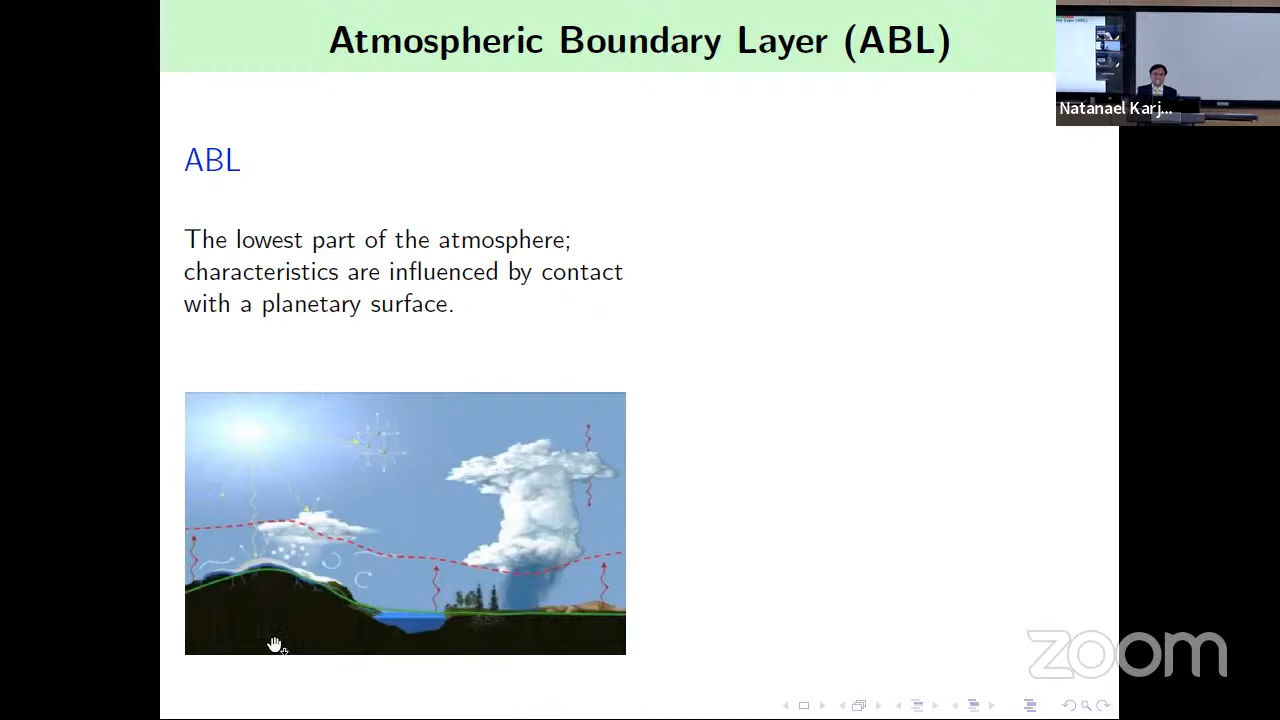 Atmospheric Boundary Layer (ABL)
Natanael Karj...
ABL
The lowest part of the atmosphere;
characteristics are influenced by contact
with a planetary surface.
zoom